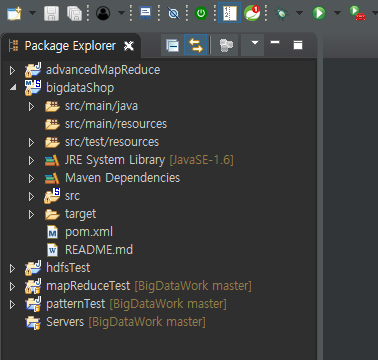 Package Explorer
advancedMapReduce
bigdataShop
src/main/java
src/main/resources
src/test/resources
JRE System Library [JavaSE-1.6]
Maven Dependencies
src
target
pom.xml
README.md
hdfsTest
mapReduceTest [BigDataWork master]
patternTest [BigDataWork master]
Servers [BigDataWork master]